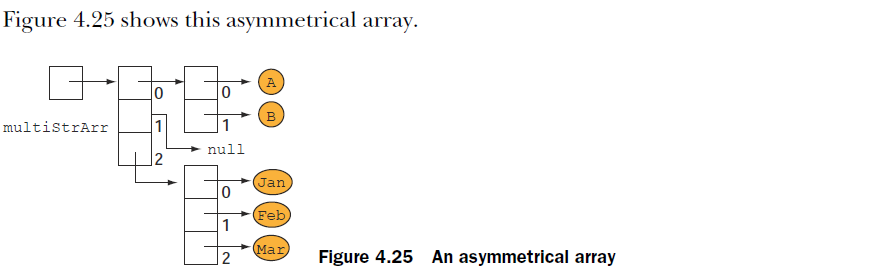 Figure 4.25 shows this asymmetrical array.
A
0
0
B
multiStrArr
1
1
null
2
Jan
0
Feb
1
Mar
2
Figure 4.25 An asymmetrical array